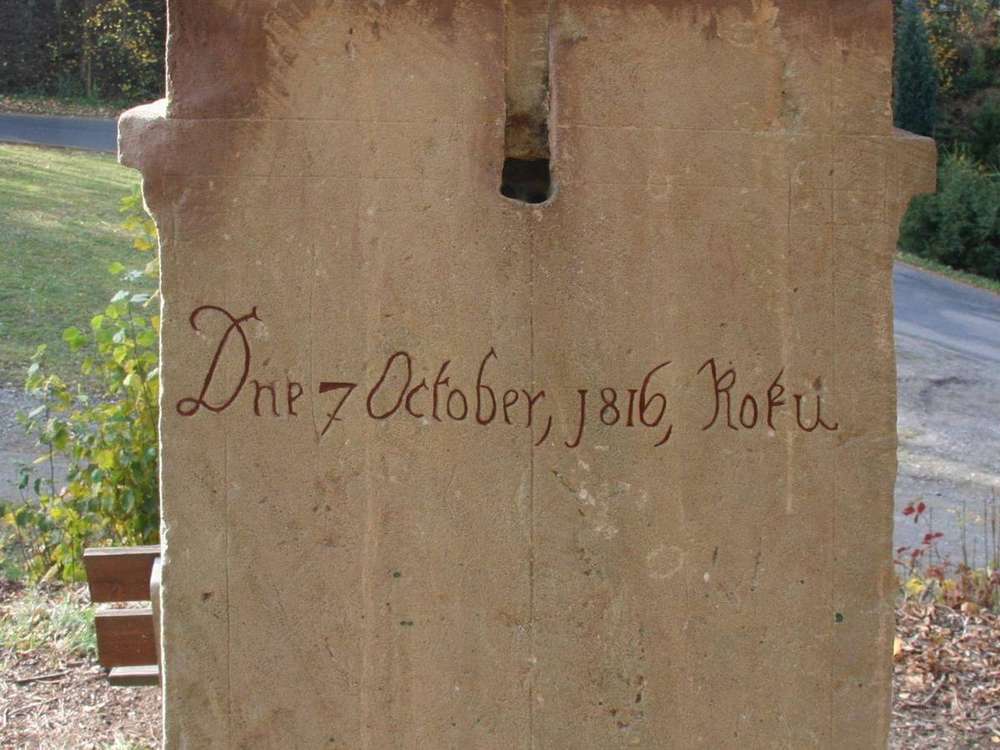 Dne 7 October, 1816, Roku